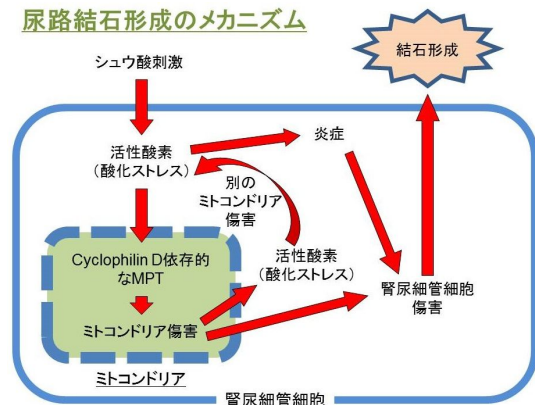 尿路結石形成のメカニズム
結石形成
シュウ酸刺激
活性酸素
（酸化ストレス）
炎症
別の
ミトコンドリア
傷害
Cyclophilin D依存的
なMPT
活性酸素
（酸化ストレス）
腎尿細管細胞
傷害
ミトコンドリア傷害
ミトコンドリア
腎尿細管細胞